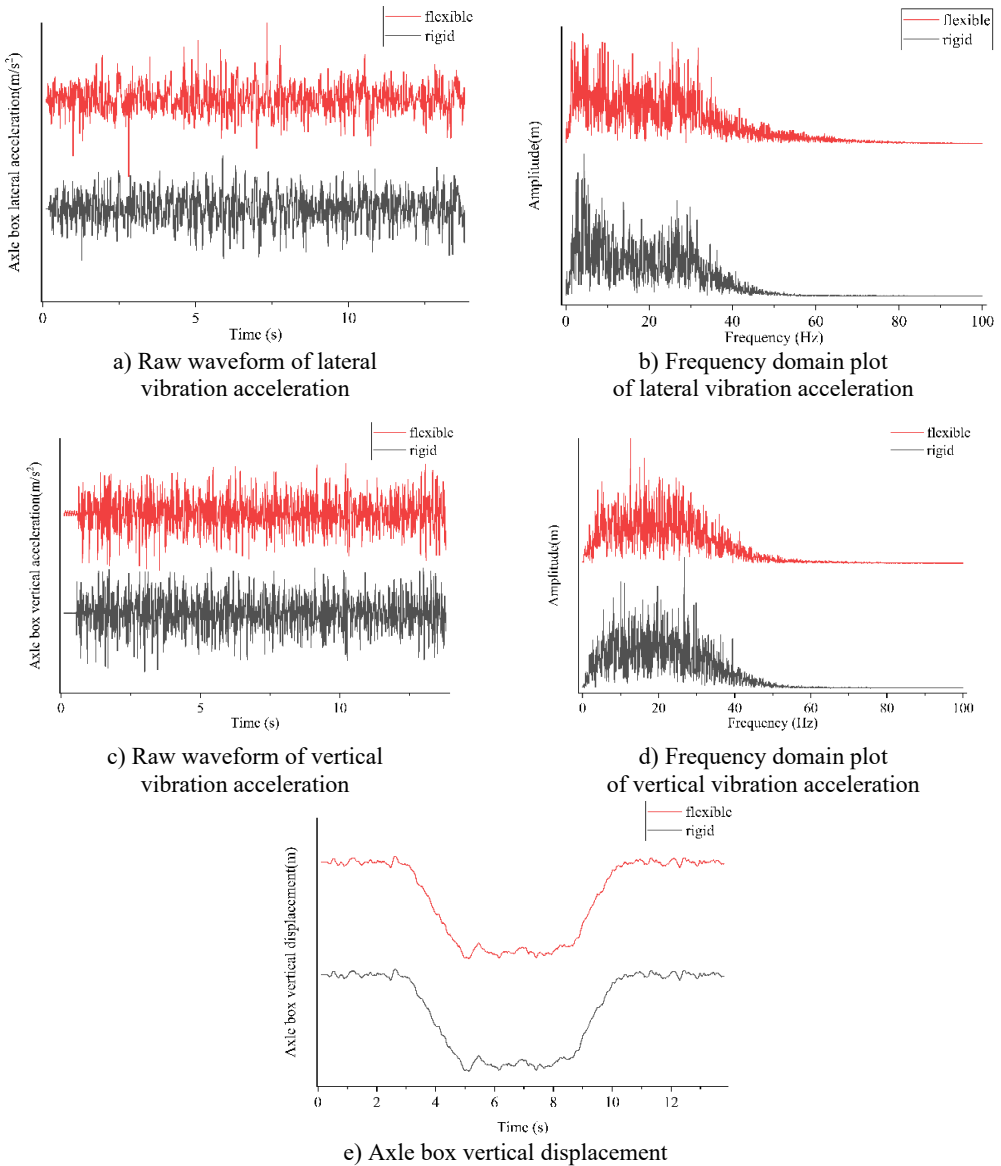 flexible
rigid
Axle box lateral acceleration(m/s²)
0
5
10
Time (s)
a) Raw waveform of lateral
vibration acceleration
flexible
rigid
Amplitude(m)
0
20
40
60
80
100
Frequency (Hz)
b) Frequency domain plot
of lateral vibration acceleration
flexible
rigid
Axle box vertical acceleration(m/s²)
0
5
10
Time (s)
c) Raw waveform of vertical
vibration acceleration
flexible
rigid
Amplitude(m)
0
20
40
60
80
100
Frequency (Hz)
d) Frequency domain plot
of vertical vibration acceleration
flexible
rigid
Axle box vertical displacement(m)
0
2
4
6
8
10
12
Time (s)
e) Axle box vertical displacement